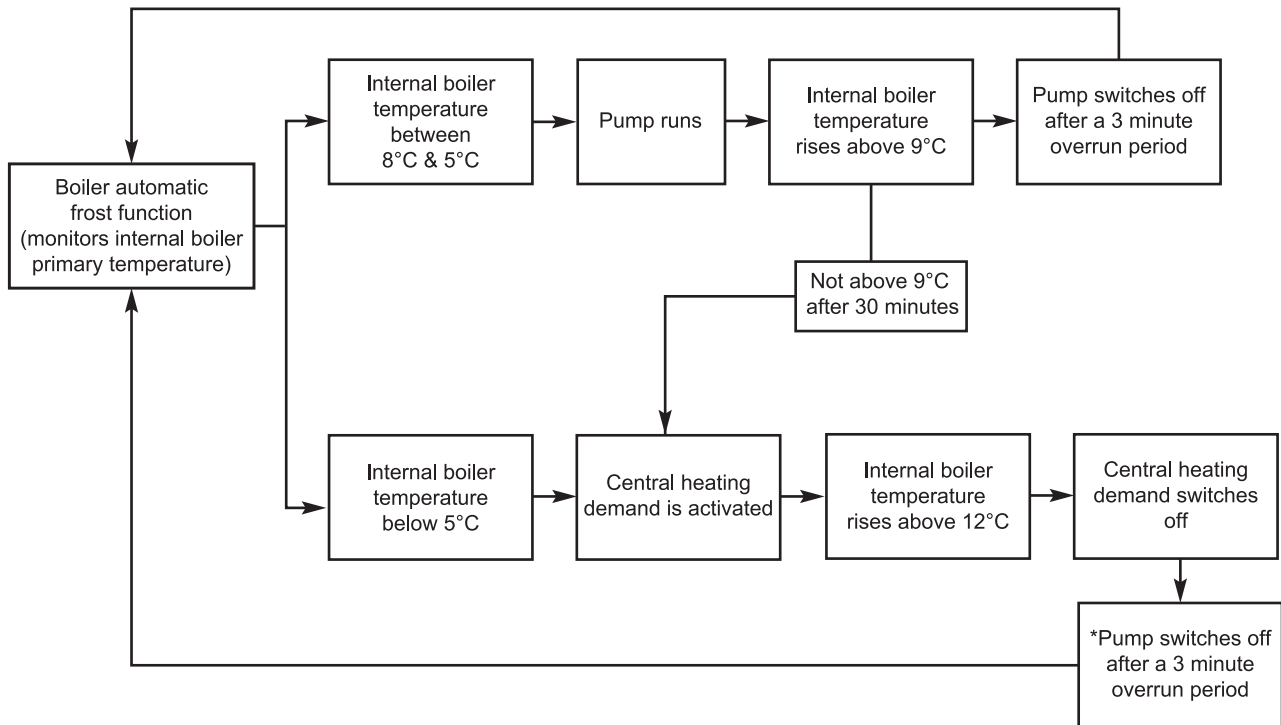 Internal boiler
temperature
between
8°C & 5°C
Pump runs
Internal boiler
temperature
rises above 9°C
Pump switches off
after a 3 minute
overrun period
Boiler automatic
frost function
(monitors internal boiler
primary temperature)
Not above 9°C
after 30 minutes
Internal boiler
temperature
below 5°C
Central heating
demand is activated
Internal boiler
temperature
rises above 12°C
Central heating
demand switches
off
*Pump switches off
after a 3 minute
overrun period